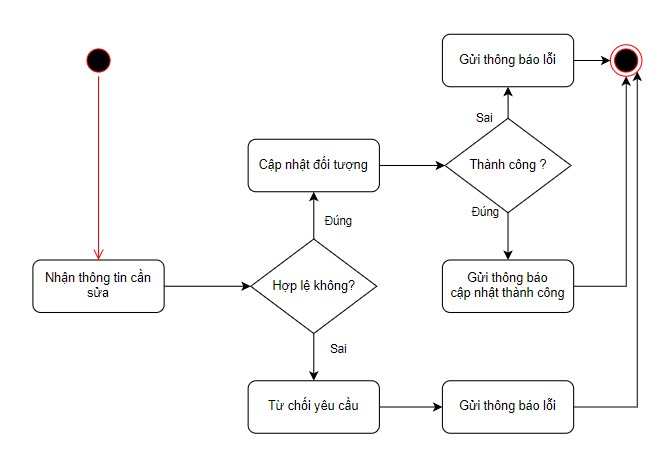 Gửi thông báo lỗi
Sai
Cập nhật đối tượng
Thành công ?
Đúng
Đúng
Nhận thông tin cần
sửa
Hợp lệ không?
Gửi thông báo
cập nhật thành công
Sai
Từ chối yêu cầu
Gửi thông báo lỗi